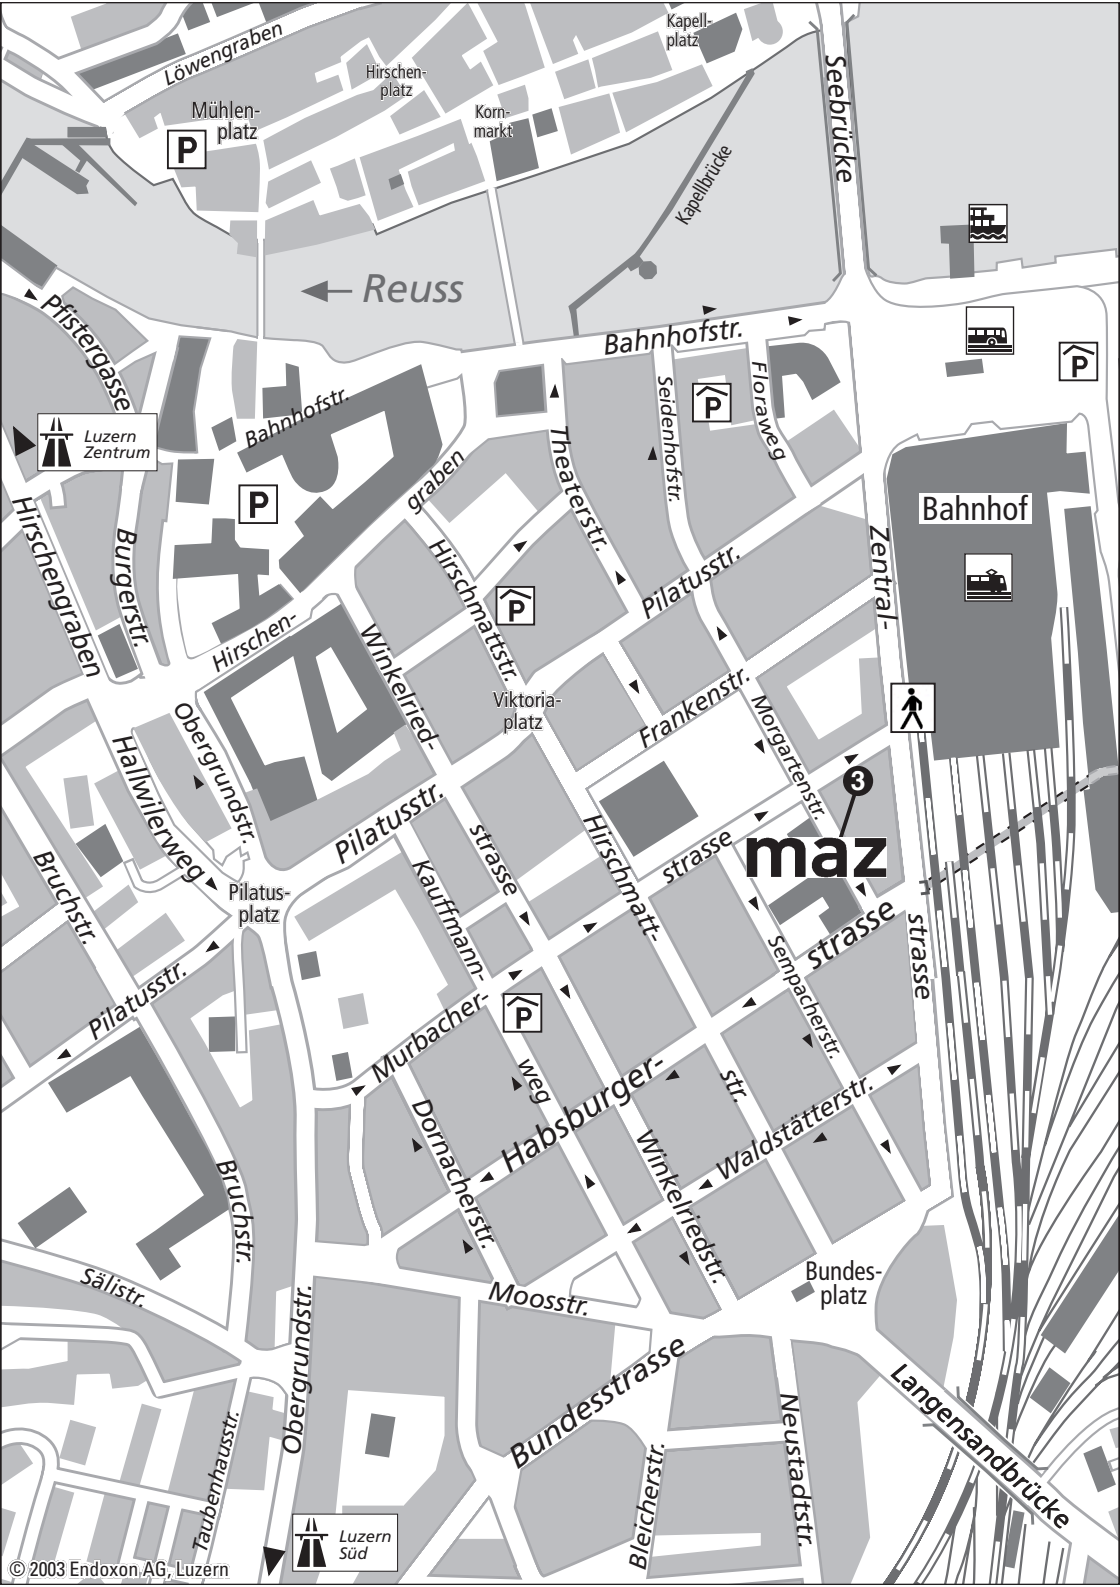 Kapell-
platz
Löwengraben
Hirschen-
platz
Seebrücke
Mühlen-
platz
Korn-
markt
P
Kapellbrücke
Reuss
Pfistergasse
Bahnhofstr.
P
Floraweg
Seidenhofstr.
P
Bahnhofstr.
Luzern
Zentrum
Theaterstr.
graben
P
Bahnhof
Hirschengraben
Burgerstr.
Zentral-
Hirschmattstr.
Pilatusstr.
P
Hirschen-
Winkelried-
Viktoria-
platz
Frankenstr.
Morgartenstr.
Obergrundstr.
Hallwilerweg
3
Pilatusstr.
maz
Hirschmatt-
strasse
strasse
Bruchstr.
Kauffmann-
Pilatus-
platz
strasse
strasse
Sempacherstr.
Pilatusstr.
P
Murbacher-
weg
str.
Habsburger-
Waldstätterstr.
Dornacherstr.
Winkelriedstr.
Bruchstr.
Sälistr.
Moosstr.
Bundes-
platz
Obergrundstr.
Bundesstrasse
Langensandbrücke
Neustadtstr.
Taubenhausstr.
Bleicherstr.
Luzern
Süd
© 2003 Endoxon AG, Luzern